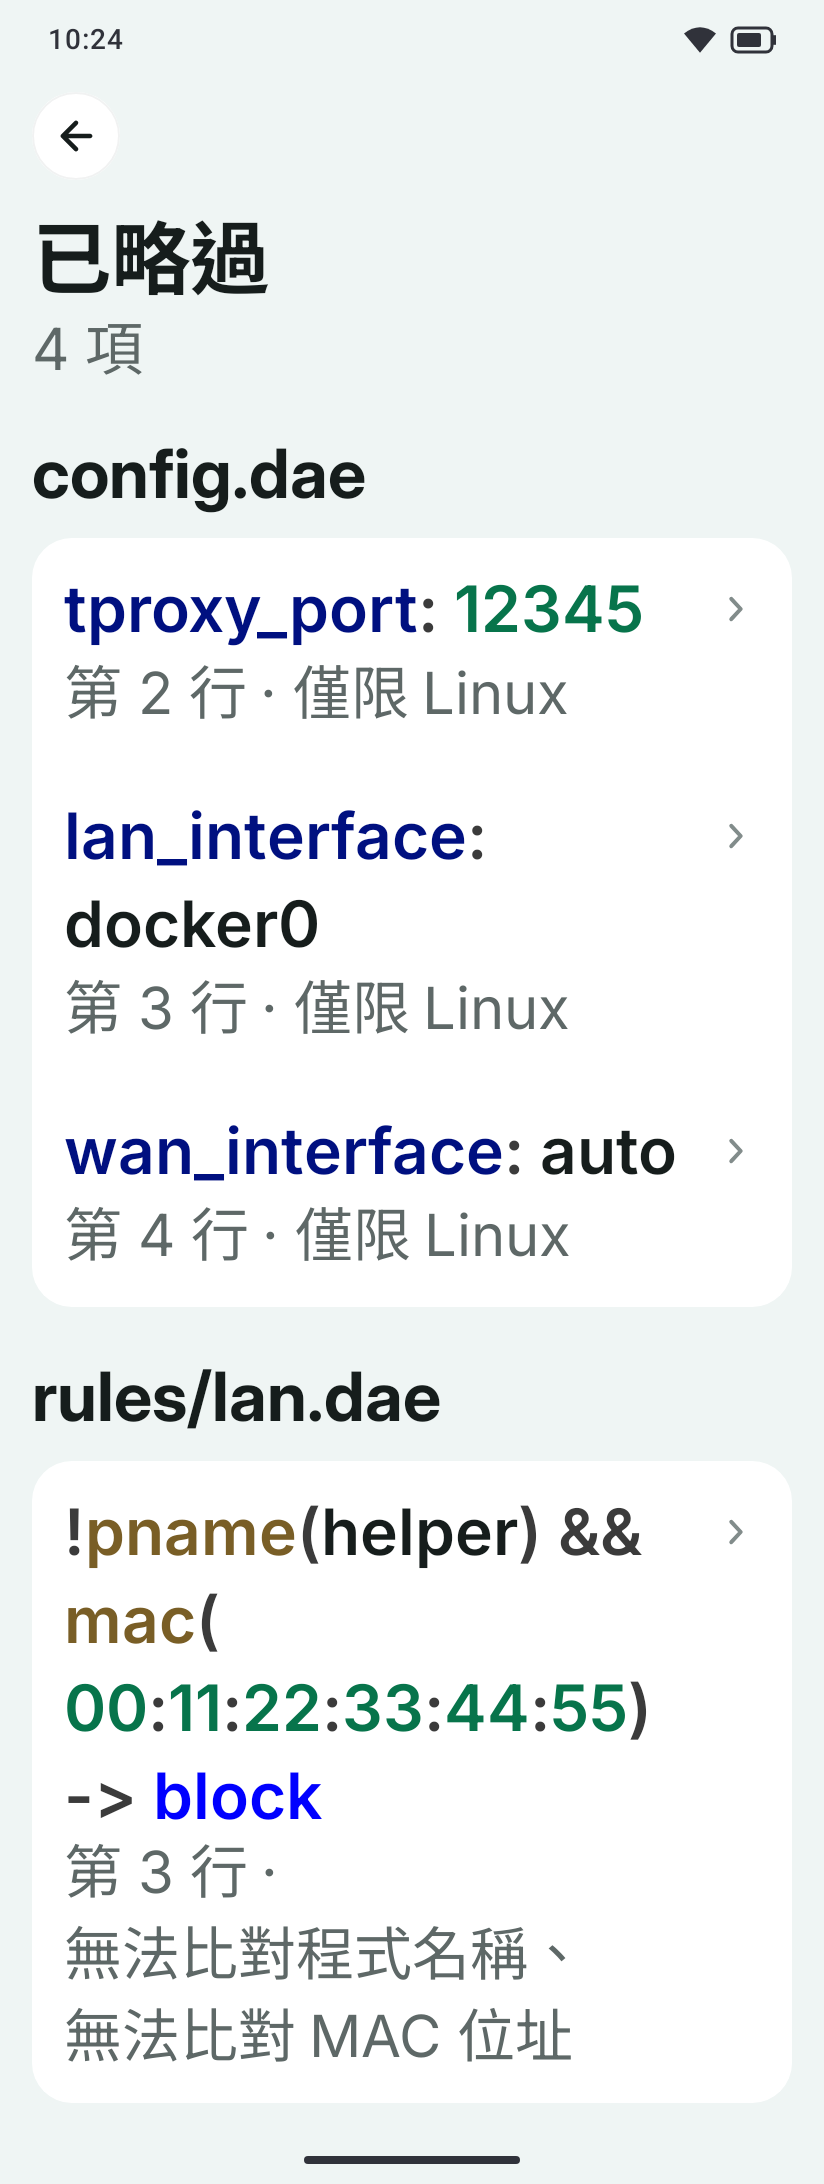 10:24
已略過
4 項
config.dae
tproxy_port: 12345
第 2 行 · 僅限 Linux
lan_interface:
docker0
第 3 行 · 僅限 Linux
wan_interface: auto
第 4 行 · 僅限 Linux
rules/lan.dae
!pname(helper) &&
mac(
00:11:22:33:44:55)
-> block
第 3 行 ·
無法比對程式名稱、
無法比對 MAC 位址